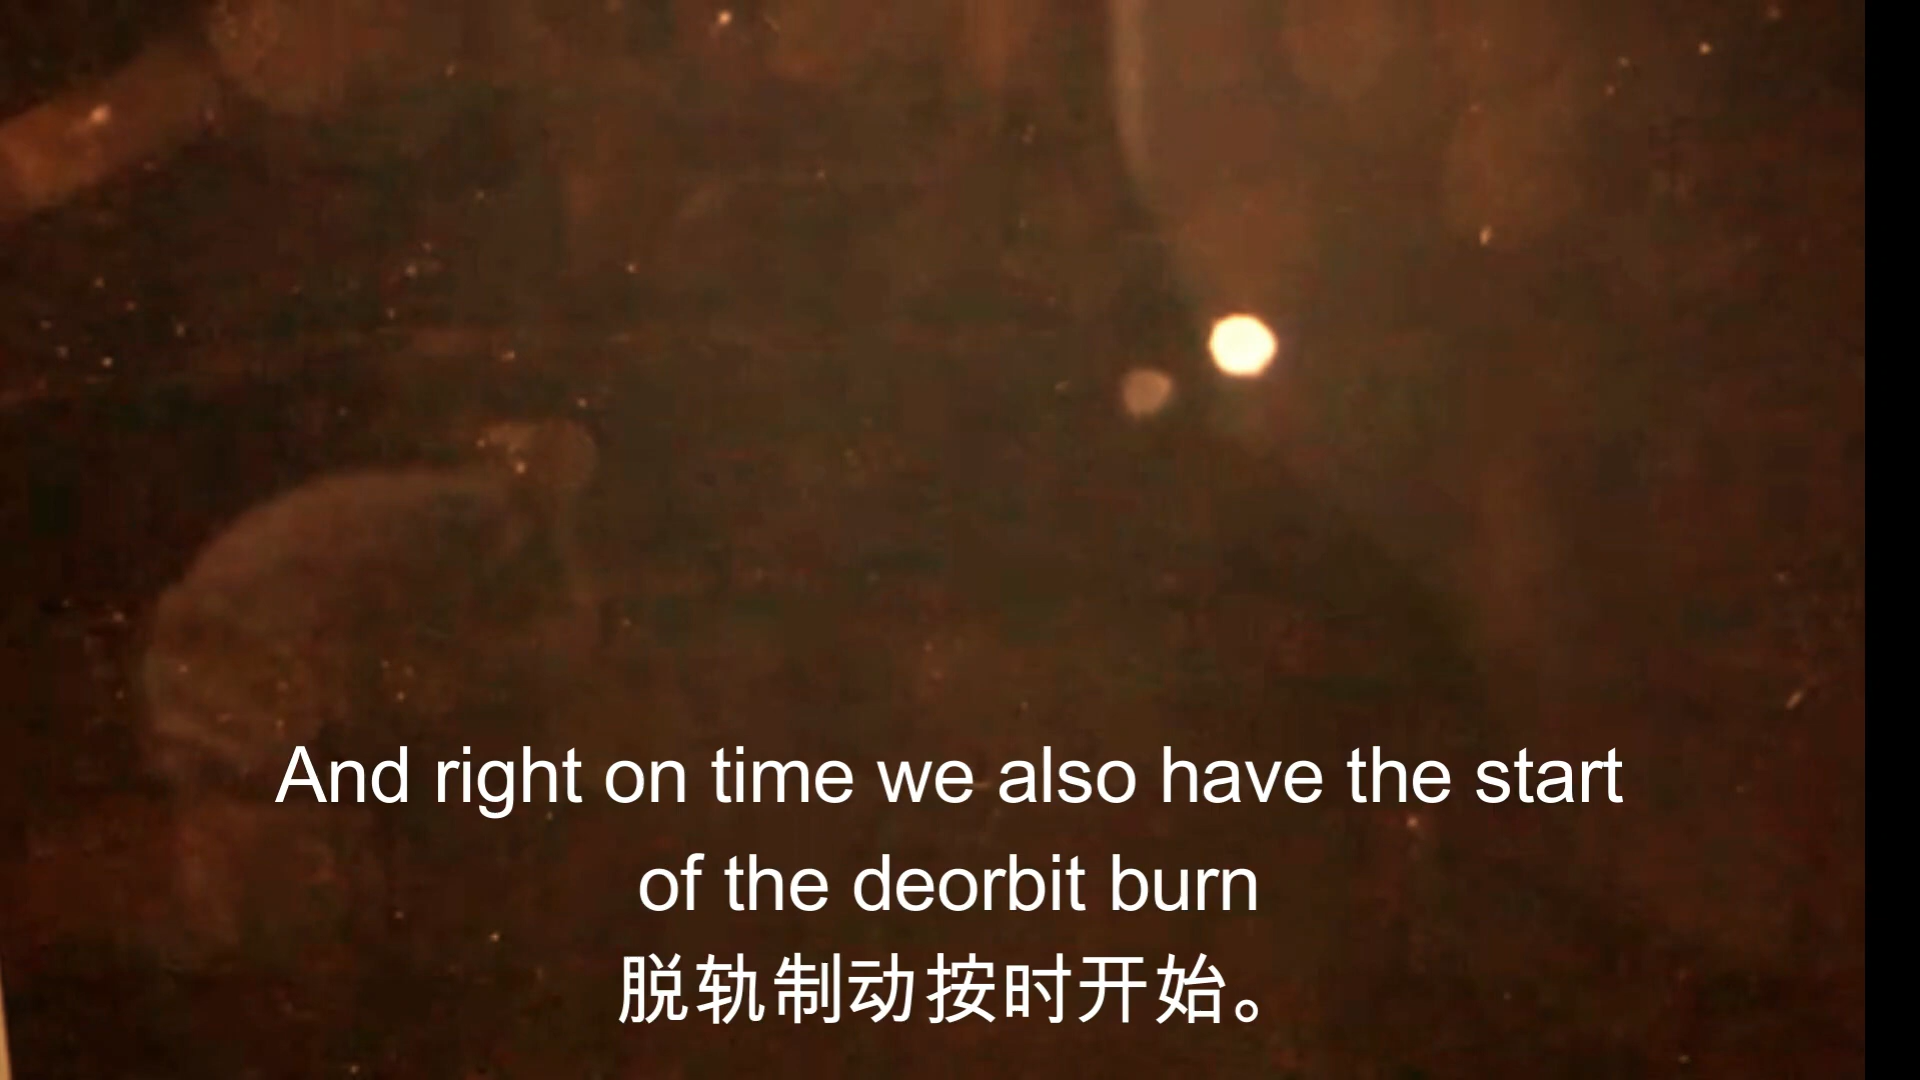 And right on time we also have the start
of the deorbit burn
脱轨制动按时开始。